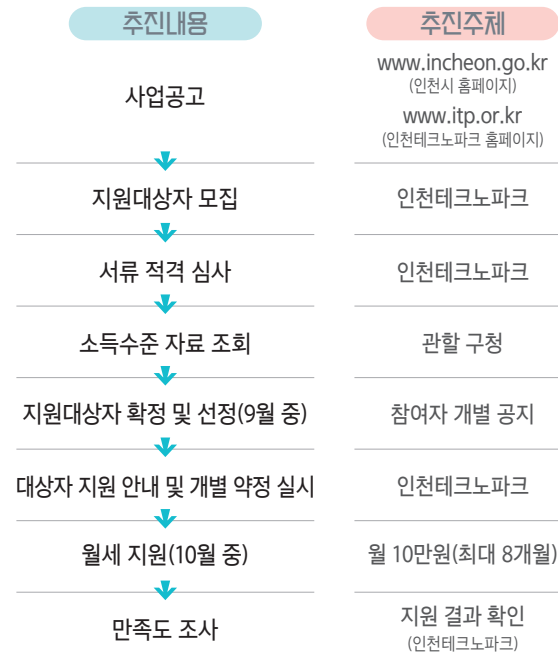 추진내용 추진주체
사업공고
www.incheon.go.kr
(인천시 홈페이지)
www.itp.or.kr
(인천테크노파크 홈페이지)
지원대상자 모집 인천테크노파크
서류 적격 심사 인천테크노파크
소득수준 자료 조회 관할 구청
지원대상자 확정 및 선정(9월 중) 참여자 개별 공지
대상자 지원 안내 및 개별 약정 실시 인천테크노파크
월세 지원(10월 중) 월 10만원(최대 8개월)
만족도 조사
지원 결과 확인
(인천테크노파크)